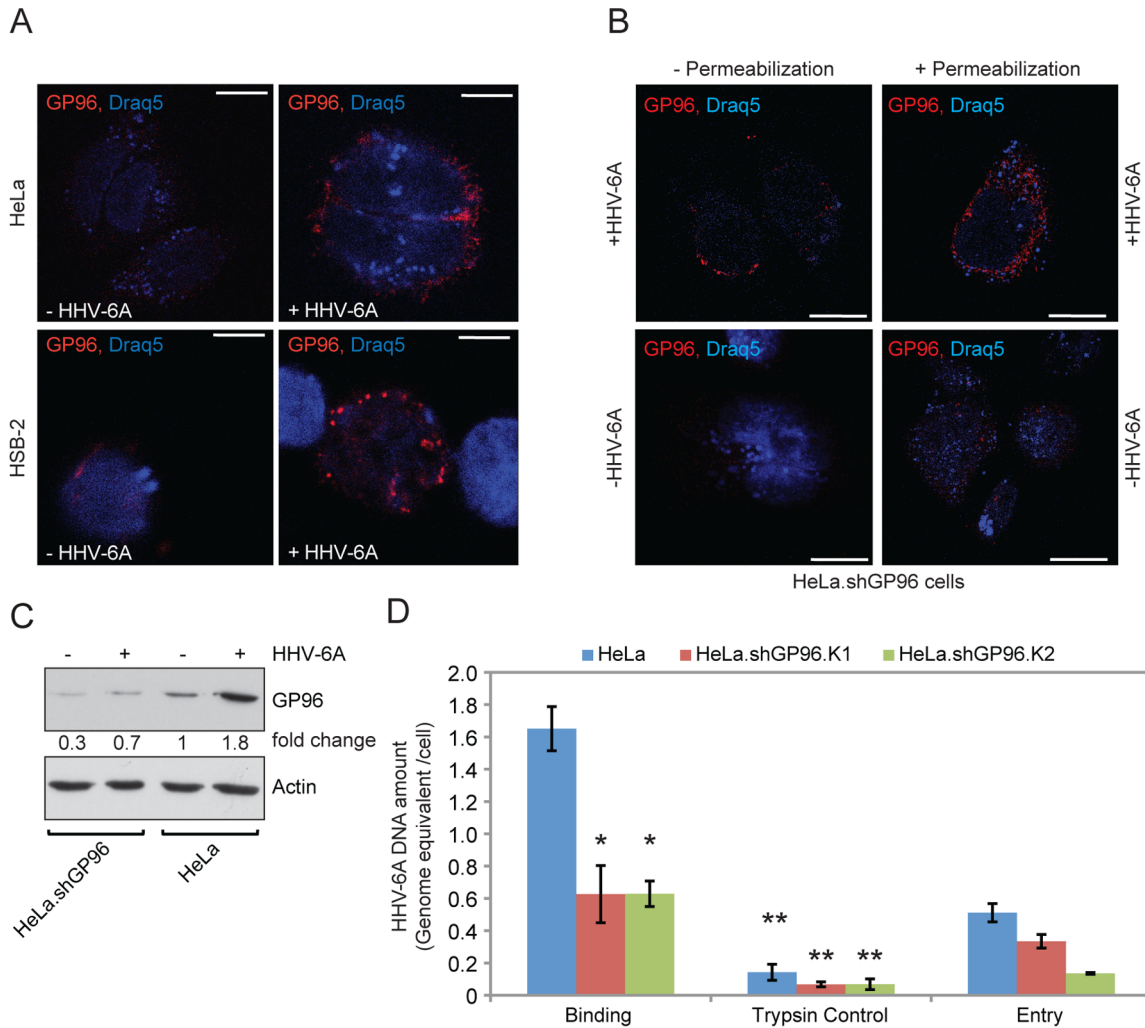 A
GP96, Draq5
- HHV-6A
GP96, Draq5
+ HHV-6A
HeLa
GP96, Draq5
- HHV-6A
GP96, Draq5
+ HHV-6A
HSB-2
B
- Permeabilization
+ Permeabilization
+HHV-6A
GP96, Draq5
GP96, Draq5
+HHV-6A
-HHV-6A
GP96, Draq5
GP96, Draq5
-HHV-6A
HeLa.shGP96 cells
C
- + - + HHV-6A
GP96
0.3 0.7 1 1.8 fold change
Actin
HeLa.shGP96
HeLa
D
HeLa HeLa.shGP96.K1 HeLa.shGP96.K2
HHV-6A DNA amount
(Genome equivalent /cell)
2.0
1.8
1.6
1.4
1.2
1.0
0.8
0.6
0.4
0.2
0
* *
** ** **
Binding Trypsin Control Entry